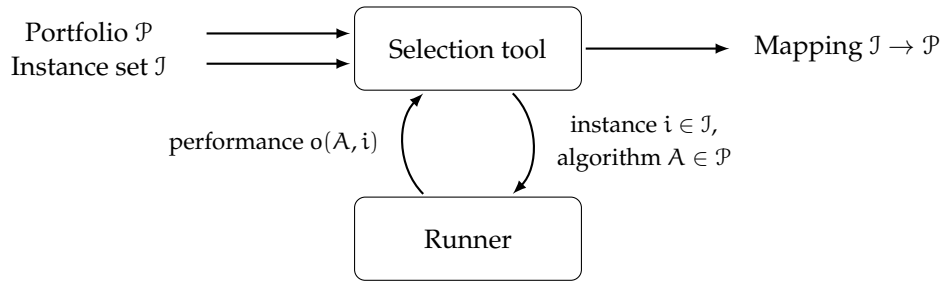 Portfolio 𝒫
Instance set ℐ
Selection tool
Mapping ℐ → 𝒫
performance o(A, i)
instance i ∈ ℐ,
algorithm A ∈ 𝒫
Runner